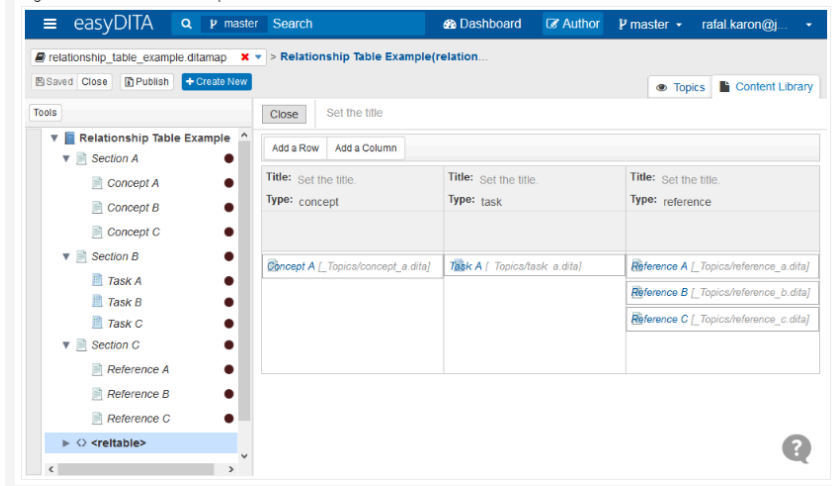 easyDITA master Search Dashboard Author master rafal.karon@j...
relationship_table_example.ditamap > Relationship Table Example(relation...
Saved Close Publish Create New
Topics Content Library
Tools
Close Set the title
Relationship Table Example
Section A
Concept A
Concept B
Concept C
Section B
Task A
Task B
Task C
Section C
Reference A
Reference B
Reference C
<reltable>
Add a Row Add a Column
Title: Set the title. Title: Set the title. Title: Set the title.
Type: concept Type: task Type: reference
Concept A [_Topics/concept_a.dita] Task A [_Topics/task_a.dita] Reference A [_Topics/reference_a.dita]
Reference B [_Topics/reference_b.dita]
Reference C [_Topics/reference_c.dita]